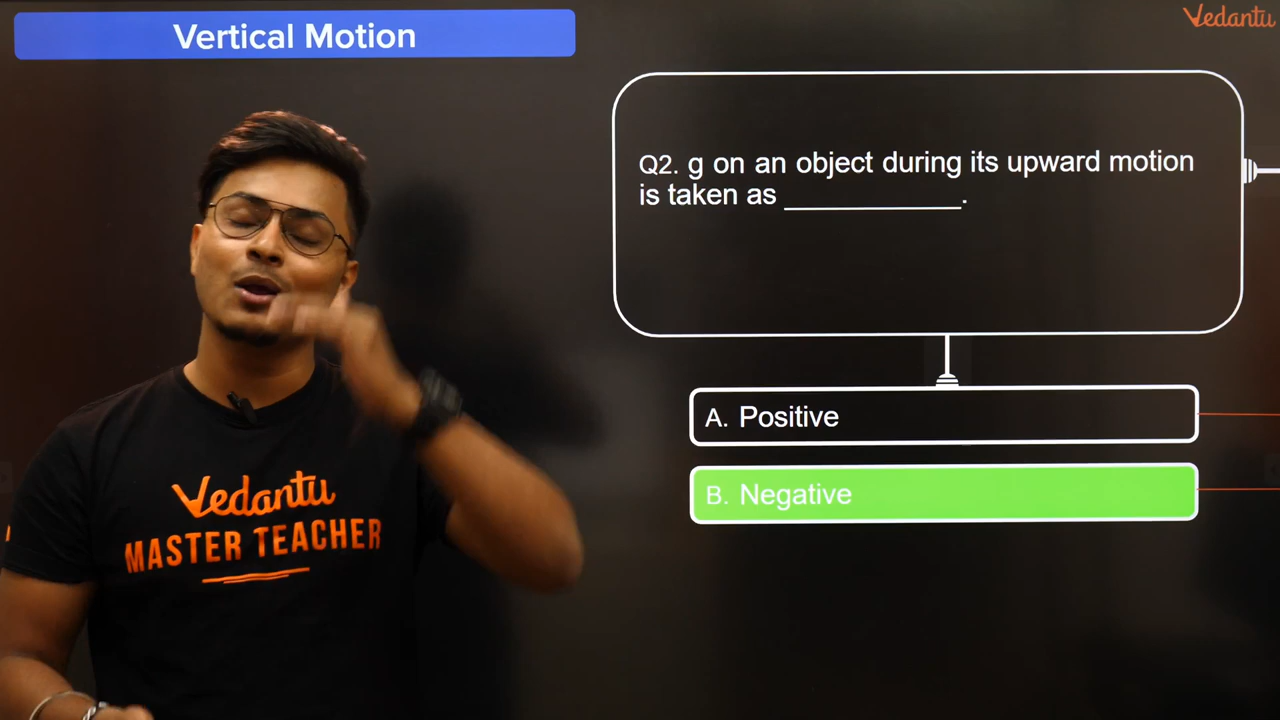 Vertical Motion
Vedantu
Q2. g on an object during its upward motion
is taken as ___________.
A. Positive
B. Negative
Vedantu
MASTER TEACHER